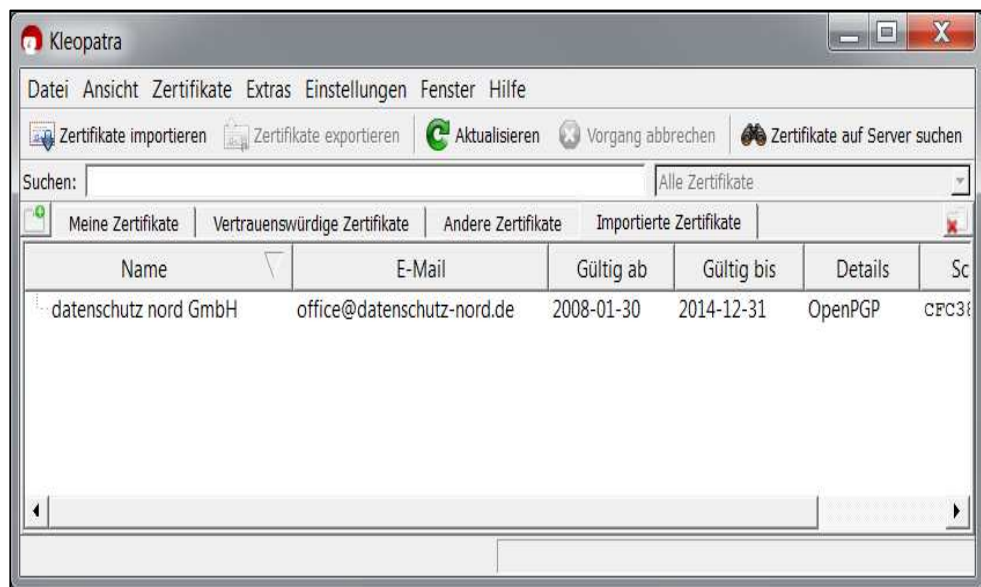 Kleopatra
Datei Ansicht Zertifikate Extras Einstellungen Fenster Hilfe
Zertifikate importieren Zertifikate exportieren Aktualisieren Vorgang abbrechen Zertifikate auf Server suchen
Suchen: Alle Zertifikate
Meine Zertifikate Vertrauenswürdige Zertifikate Andere Zertifikate Importierte Zertifikate
Name E-Mail Gültig ab Gültig bis Details Sc
datenschutz nord GmbH office@datenschutz-nord.de 2008-01-30 2014-12-31 OpenPGP CFC38